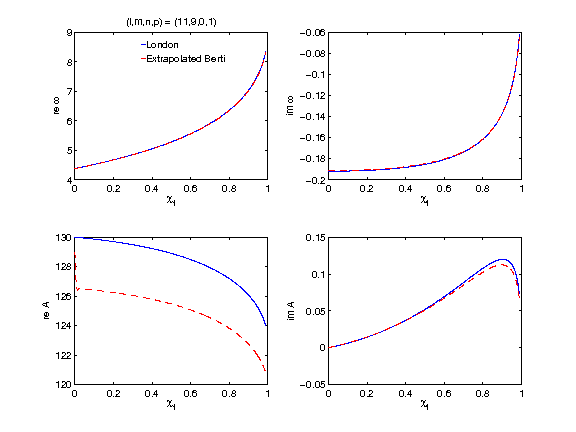 (l,m,n,p) = (11,9,0,1)
London
Extrapolated Berti
re ω
9
8
7
6
5
4
0 0.2 0.4 0.6 0.8 1
χf
im ω
−0.06
−0.08
−0.1
−0.12
−0.14
−0.16
−0.18
−0.2
0 0.2 0.4 0.6 0.8 1
χf
re A
130
128
126
124
122
120
0 0.2 0.4 0.6 0.8 1
χf
im A
0.15
0.1
0.05
0
−0.05
0 0.2 0.4 0.6 0.8 1
χf